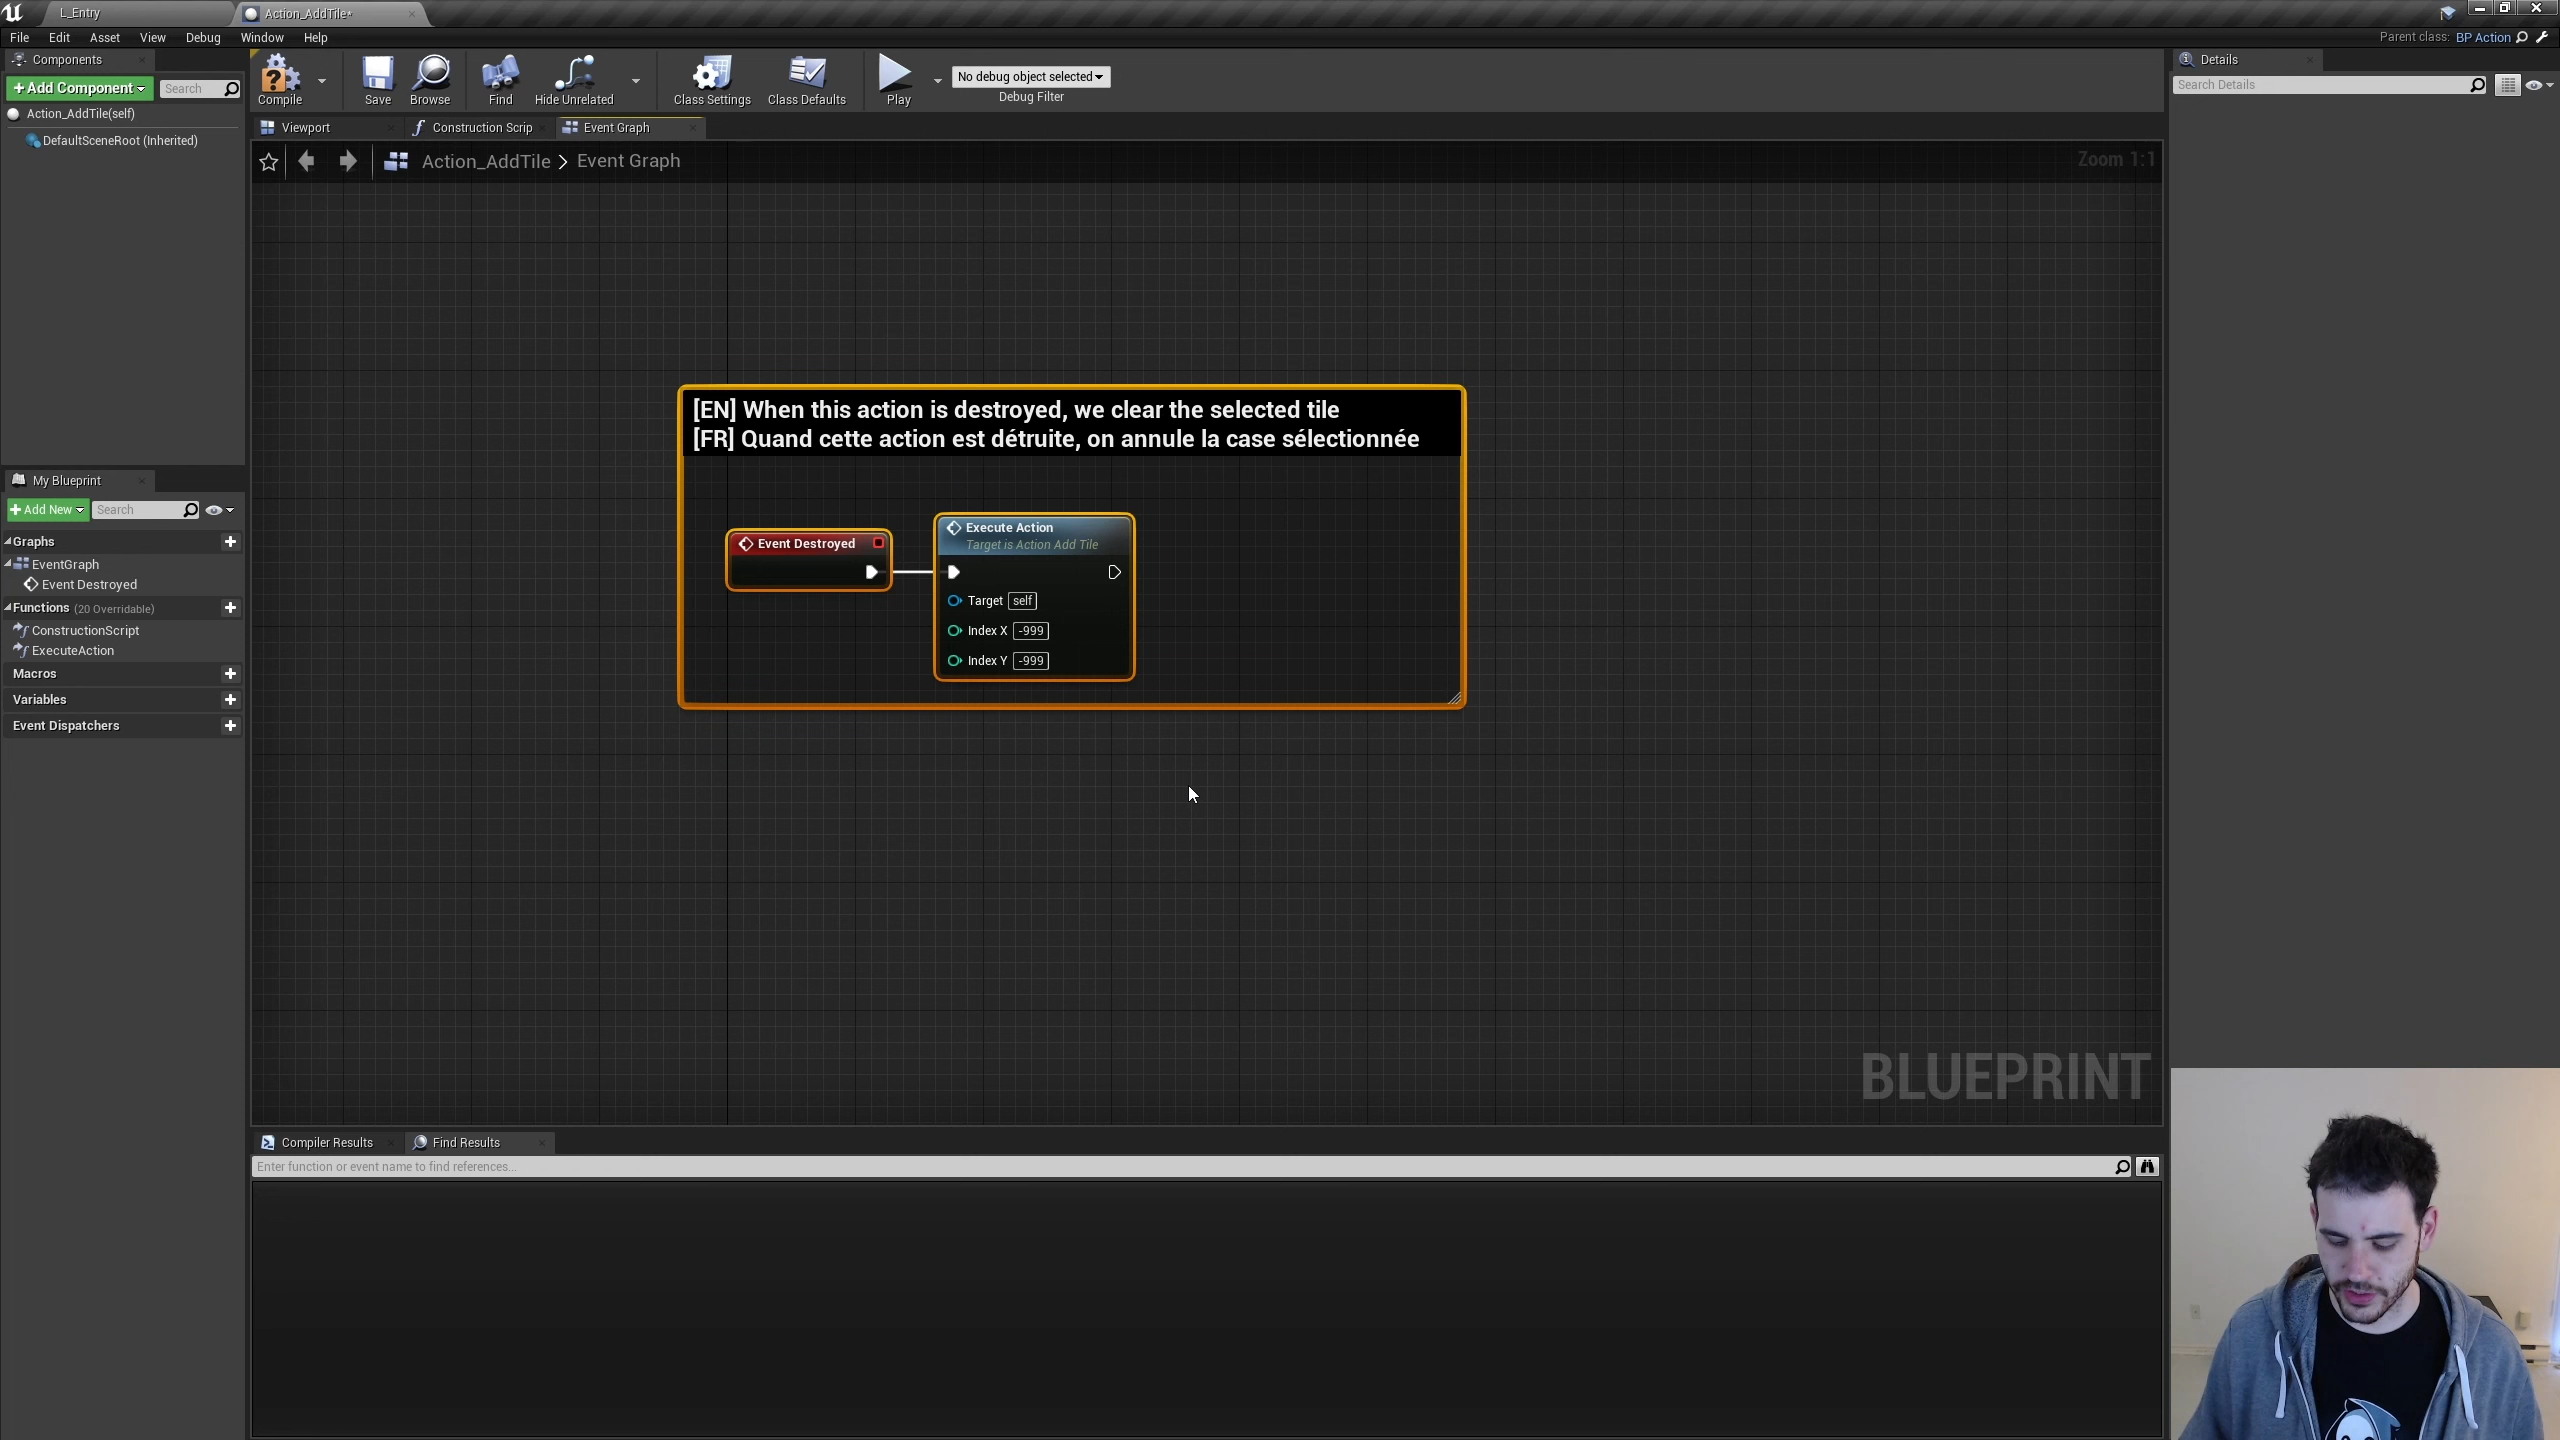 L_Entry
Action_AddTile*
File Edit Asset View Debug Window Help
Parent class: BP Action
Components
Add Component
Search
Action_AddTile(self)
DefaultSceneRoot (Inherited)
Compile
Save
Browse
Find
Hide Unrelated
Class Settings
Class Defaults
Play
No debug object selected
Debug Filter
Details
Search Details
Viewport
Construction Scrip
Event Graph
Action_AddTile > Event Graph
Zoom 1:1
[EN] When this action is destroyed, we clear the selected tile
[FR] Quand cette action est détruite, on annule la case sélectionnée
Event Destroyed
Execute Action
Target is Action Add Tile
Target self
Index X -999
Index Y -999
BLUEPRINT
My Blueprint
Add New
Search
Graphs
EventGraph
Event Destroyed
Functions (20 Overridable)
ConstructionScript
ExecuteAction
Macros
Variables
Event Dispatchers
Compiler Results
Find Results
Enter function or event name to find references...